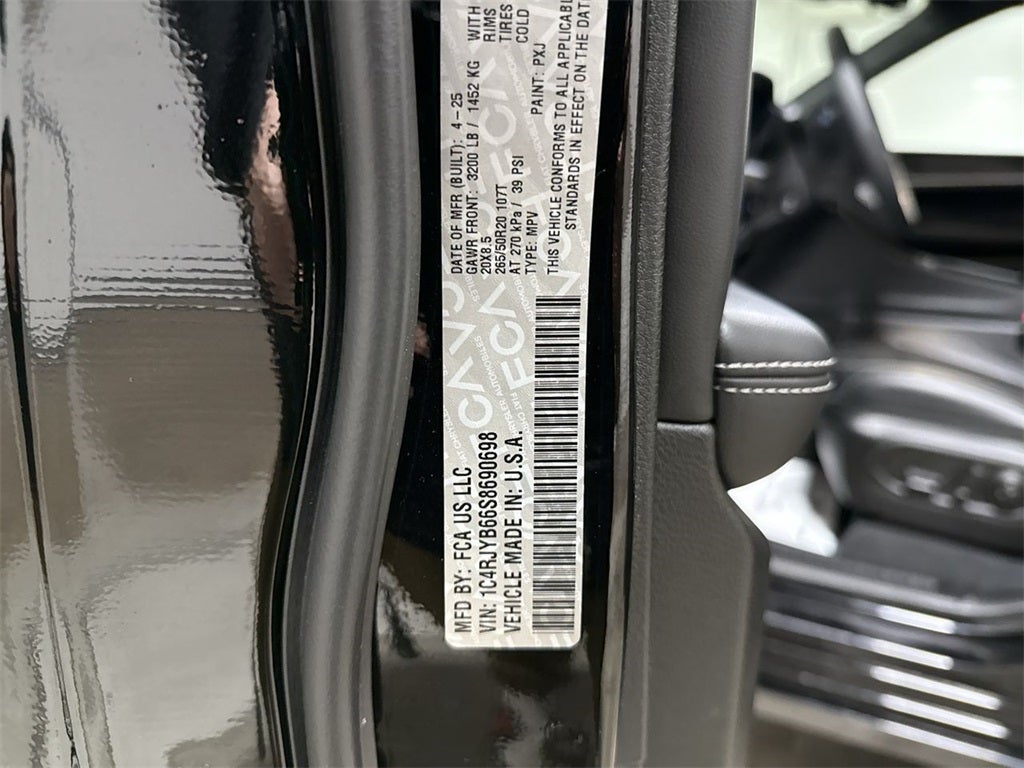 MFD BY: FCA US LLC
VIN: 1C4RJYB66S8690698
VEHICLE MADE IN: U.S.A.
DATE OF MFR (BUILT): 4-25
GAWR FRONT: 3200 LB / 1452 KG WITH
20X8.5 RIMS
265/50R20 107T TIRES
AT 270 kPa / 39 PSI COLD
TYPE: MPV PAINT: PXJ
THIS VEHICLE CONFORMS TO ALL APPLICABL
STANDARDS IN EFFECT ON THE DAT
FCA